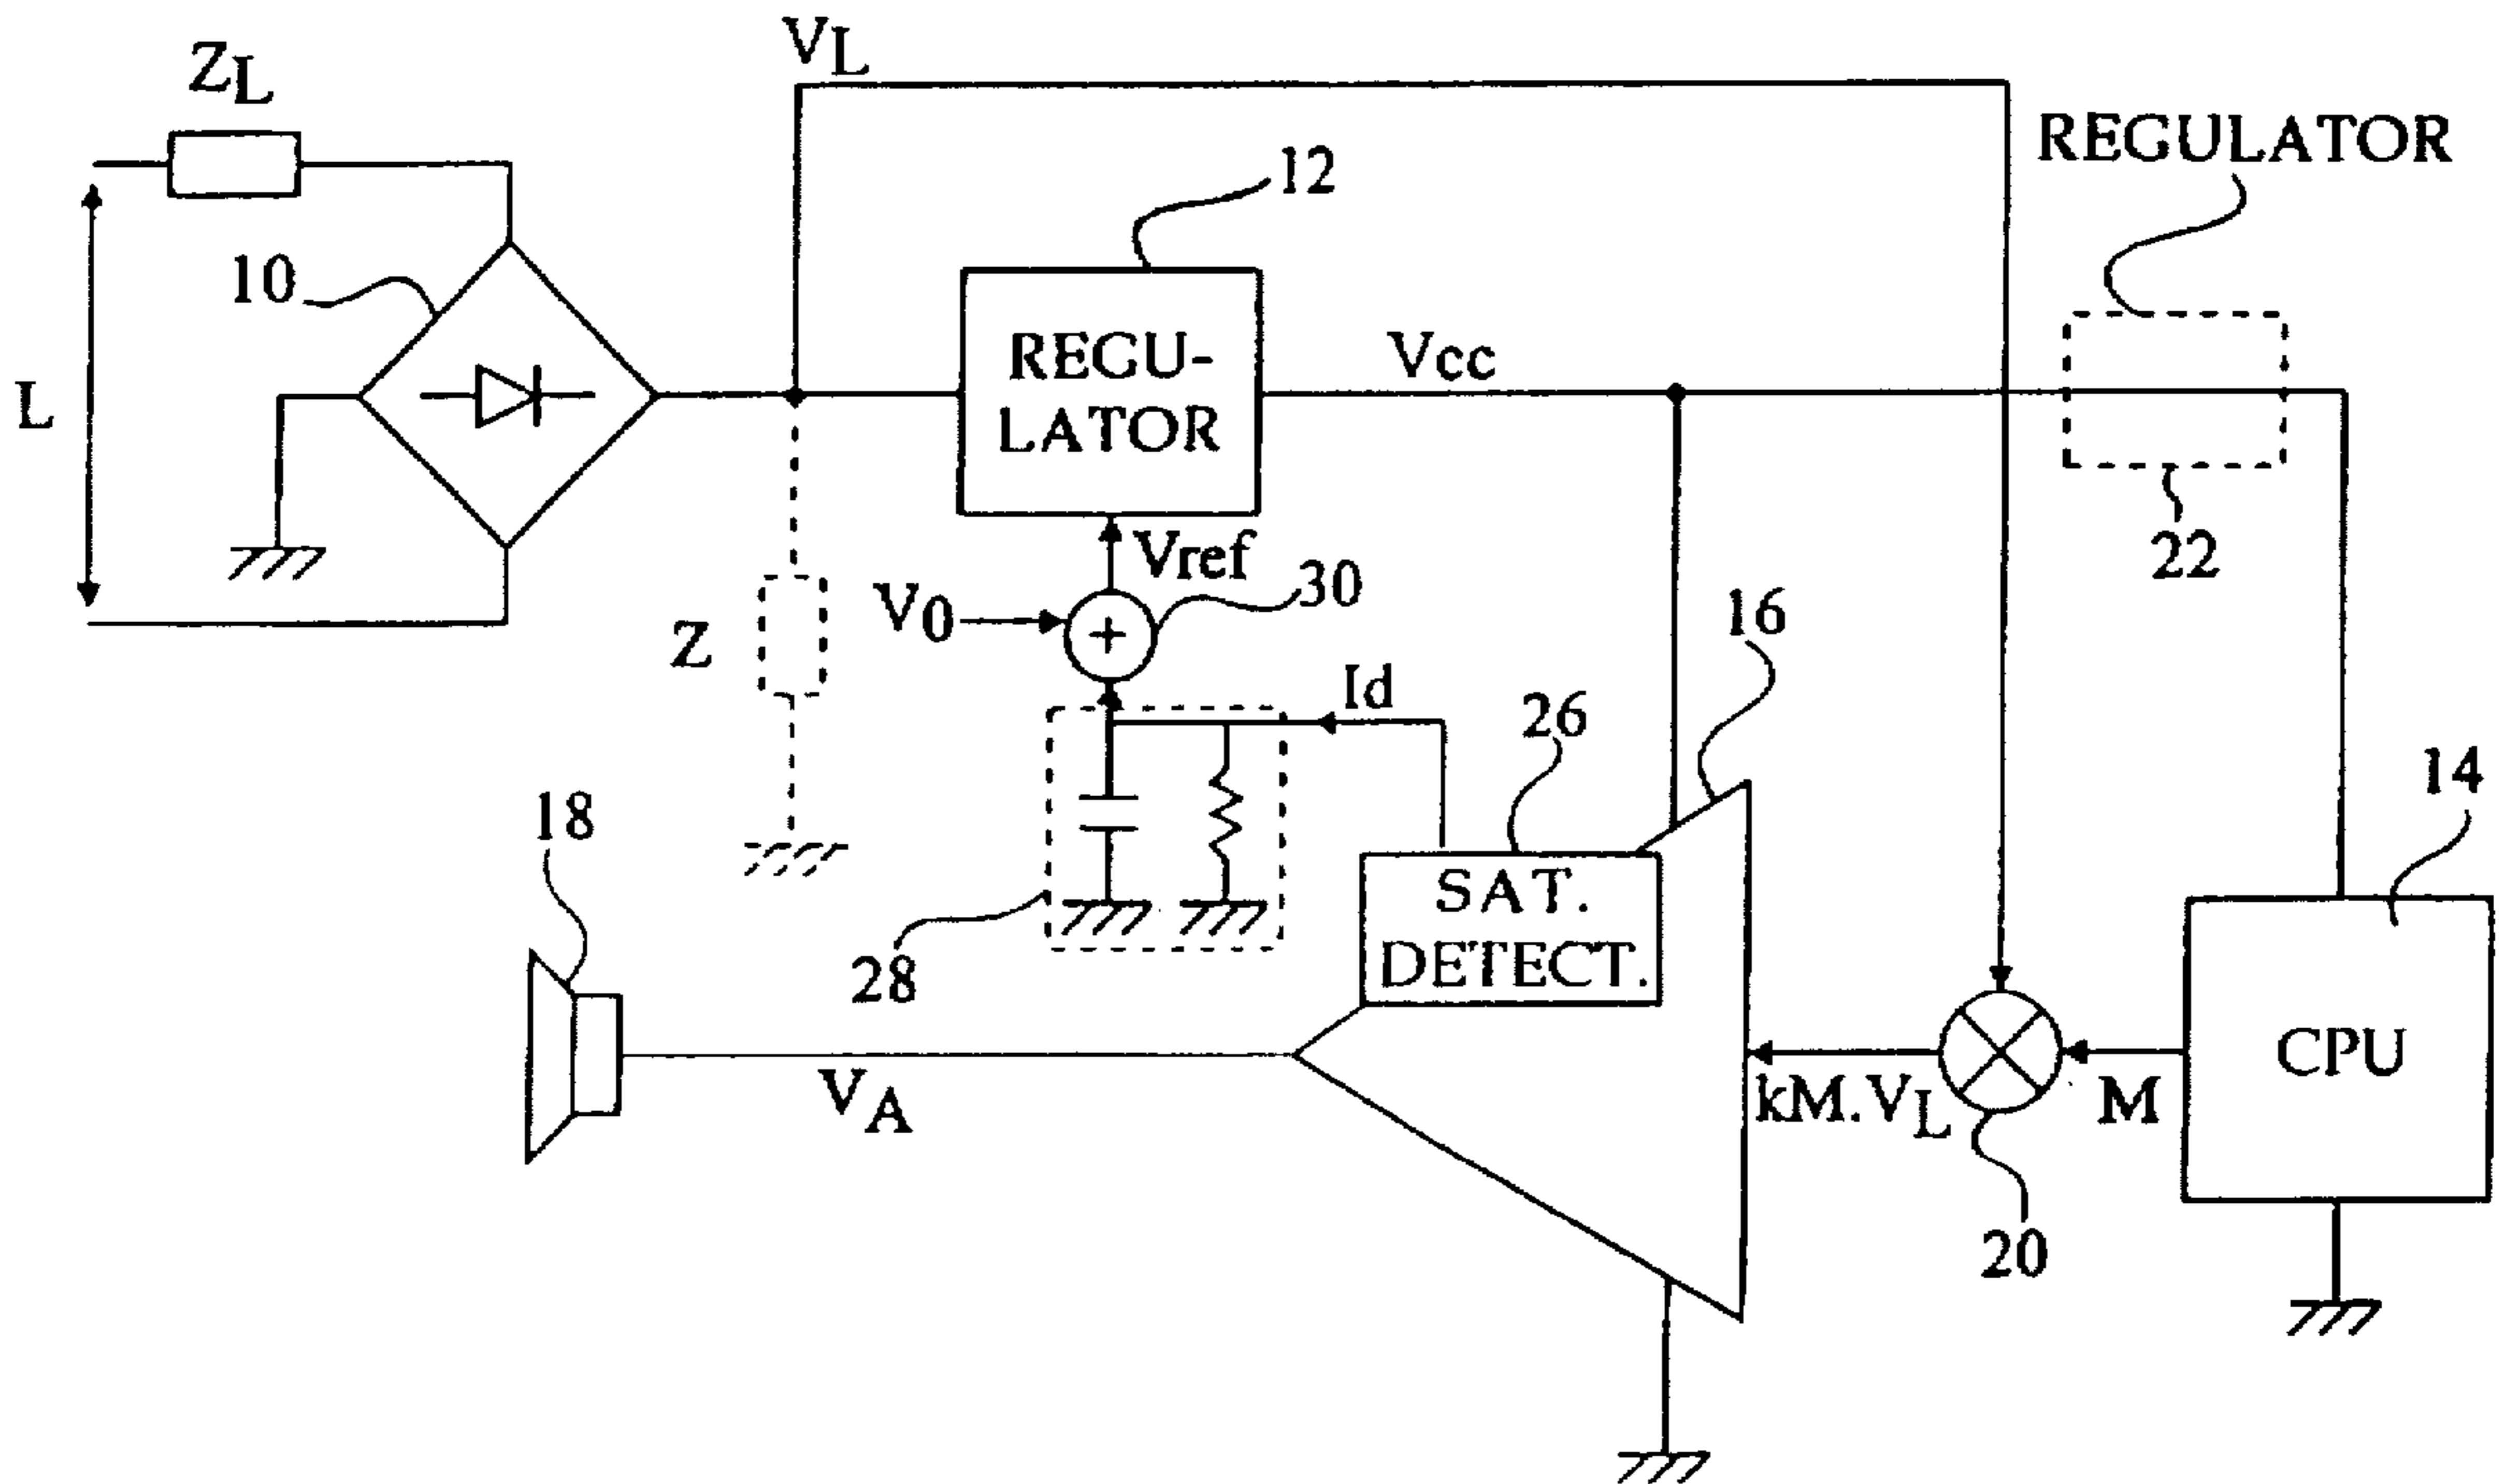 VL
ZL
REGULATOR
12
10
REGU-
LATOR
Vcc
L
22
Vref
30
V0
16
Z
Id
26
14
18
SAT.
DETECT.
28
CPU
VA
kM.VL
M
20